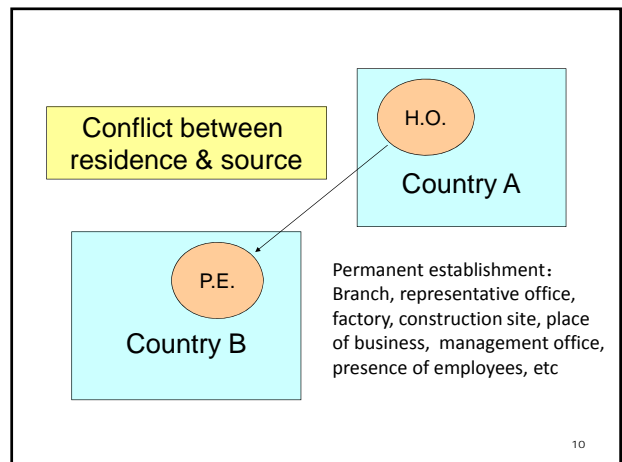 Conflict between
residence & source
H.O.
Country A
P.E.
Country B
Permanent establishment：
Branch, representative office,
factory, construction site, place
of business, management office,
presence of employees, etc
10